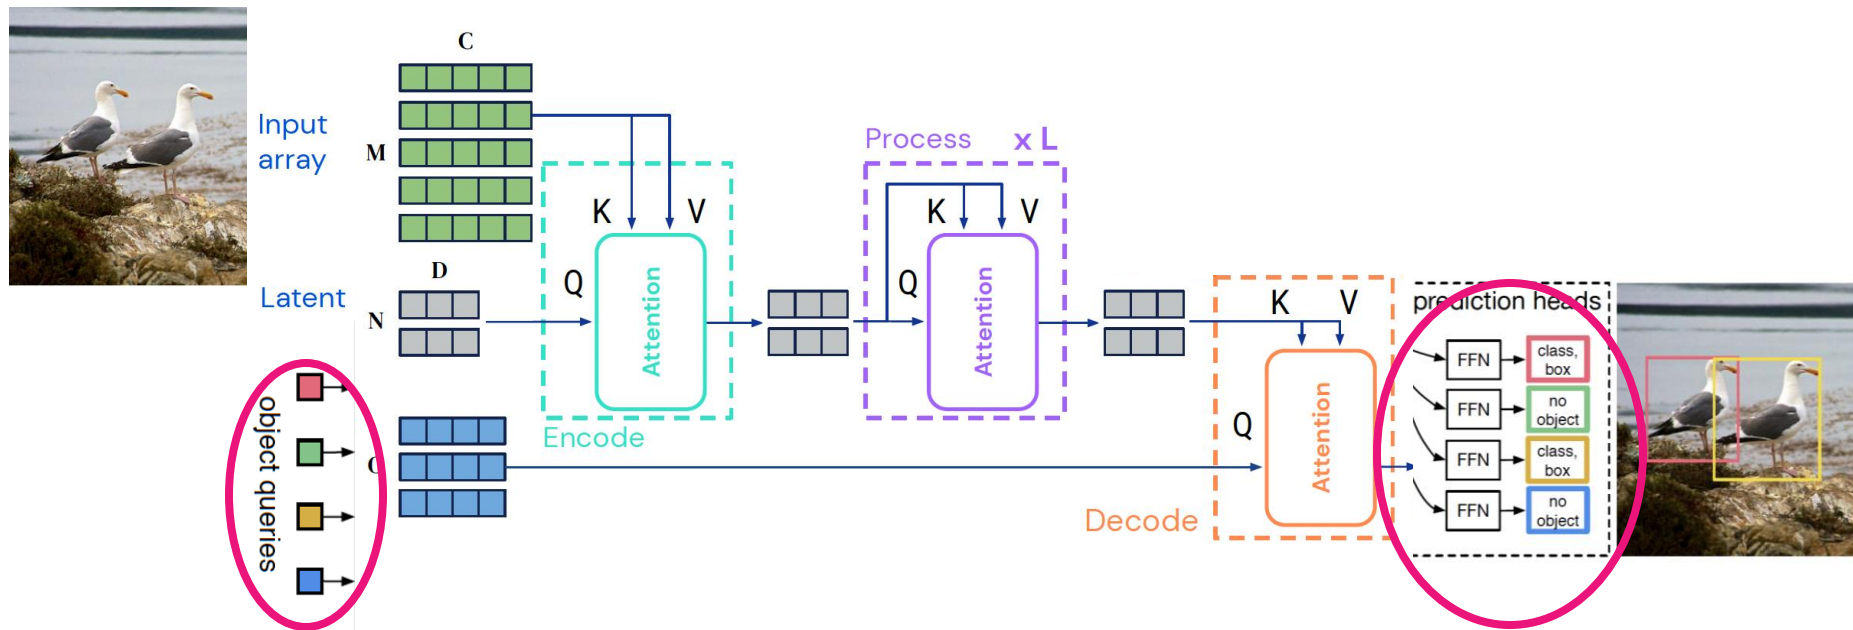 C
Input
array
M
D
Latent
N
object queries
K
V
Q
Attention
Encode
Process
x L
K
V
Q
Attention
K
V
Q
Attention
Decode
prediction heads
FFN
class,
box
FFN
no
object
FFN
class,
box
FFN
no
object